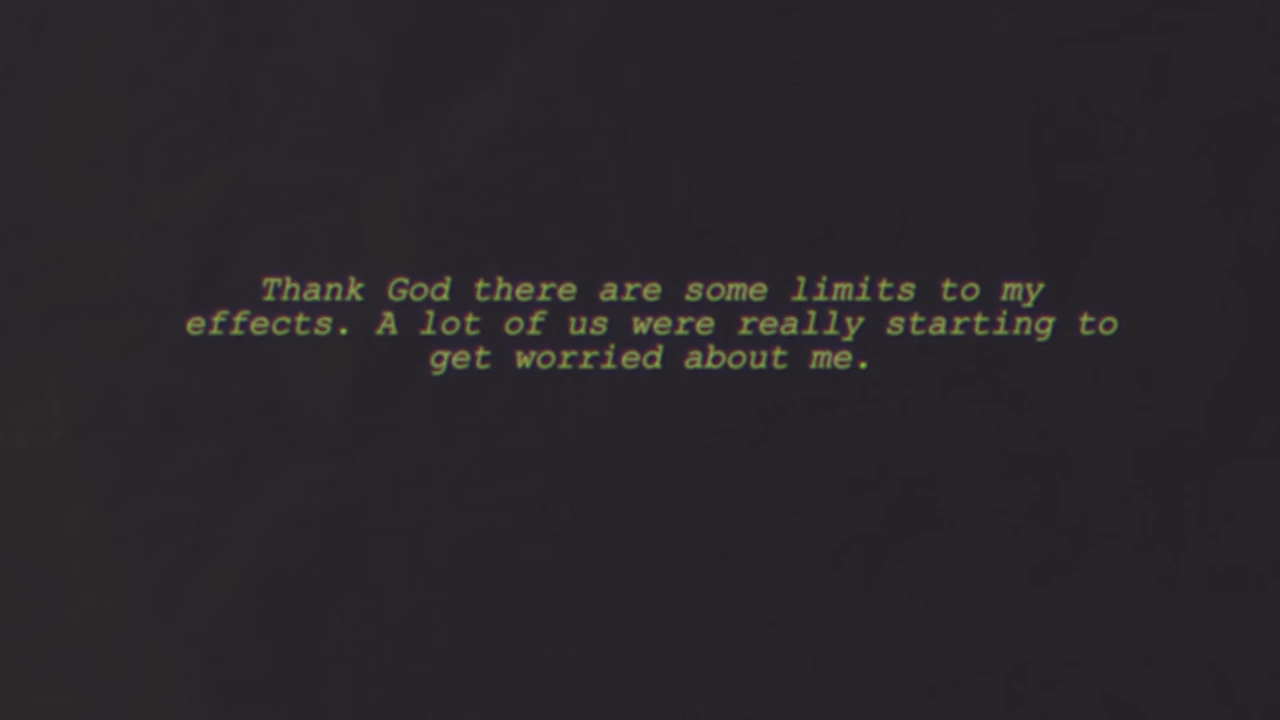 Thank God there are some limits to my
effects. A lot of us were really starting to
get worried about me.